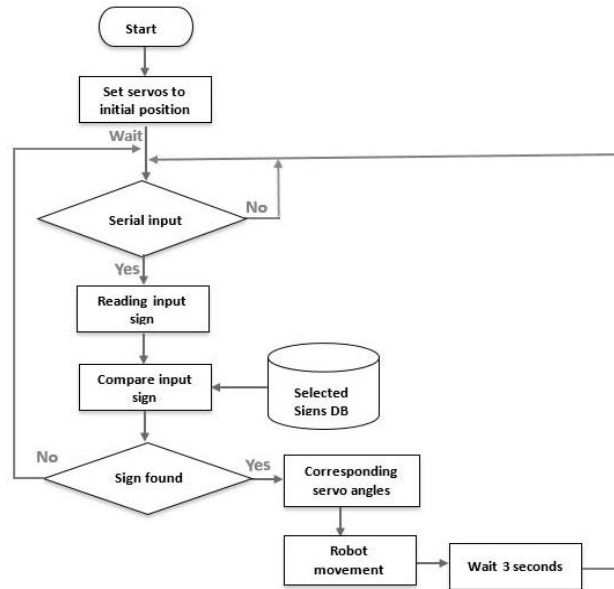 Start
Set servos to
initial position
Wait
Serial input
No
Yes
Reading input
sign
Compare input
sign
Selected
Signs DB
No
Sign found
Yes
Corresponding
servo angles
Robot
movement
Wait 3 seconds